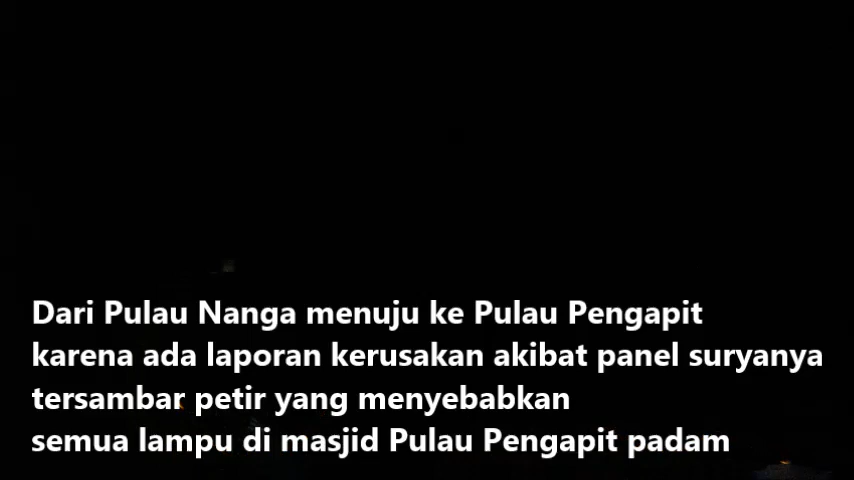 Dari Pulau Nanga menuju ke Pulau Pengapit
karena ada laporan kerusakan akibat panel suryanya
tersambar petir yang menyebabkan
semua lampu di masjid Pulau Pengapit padam